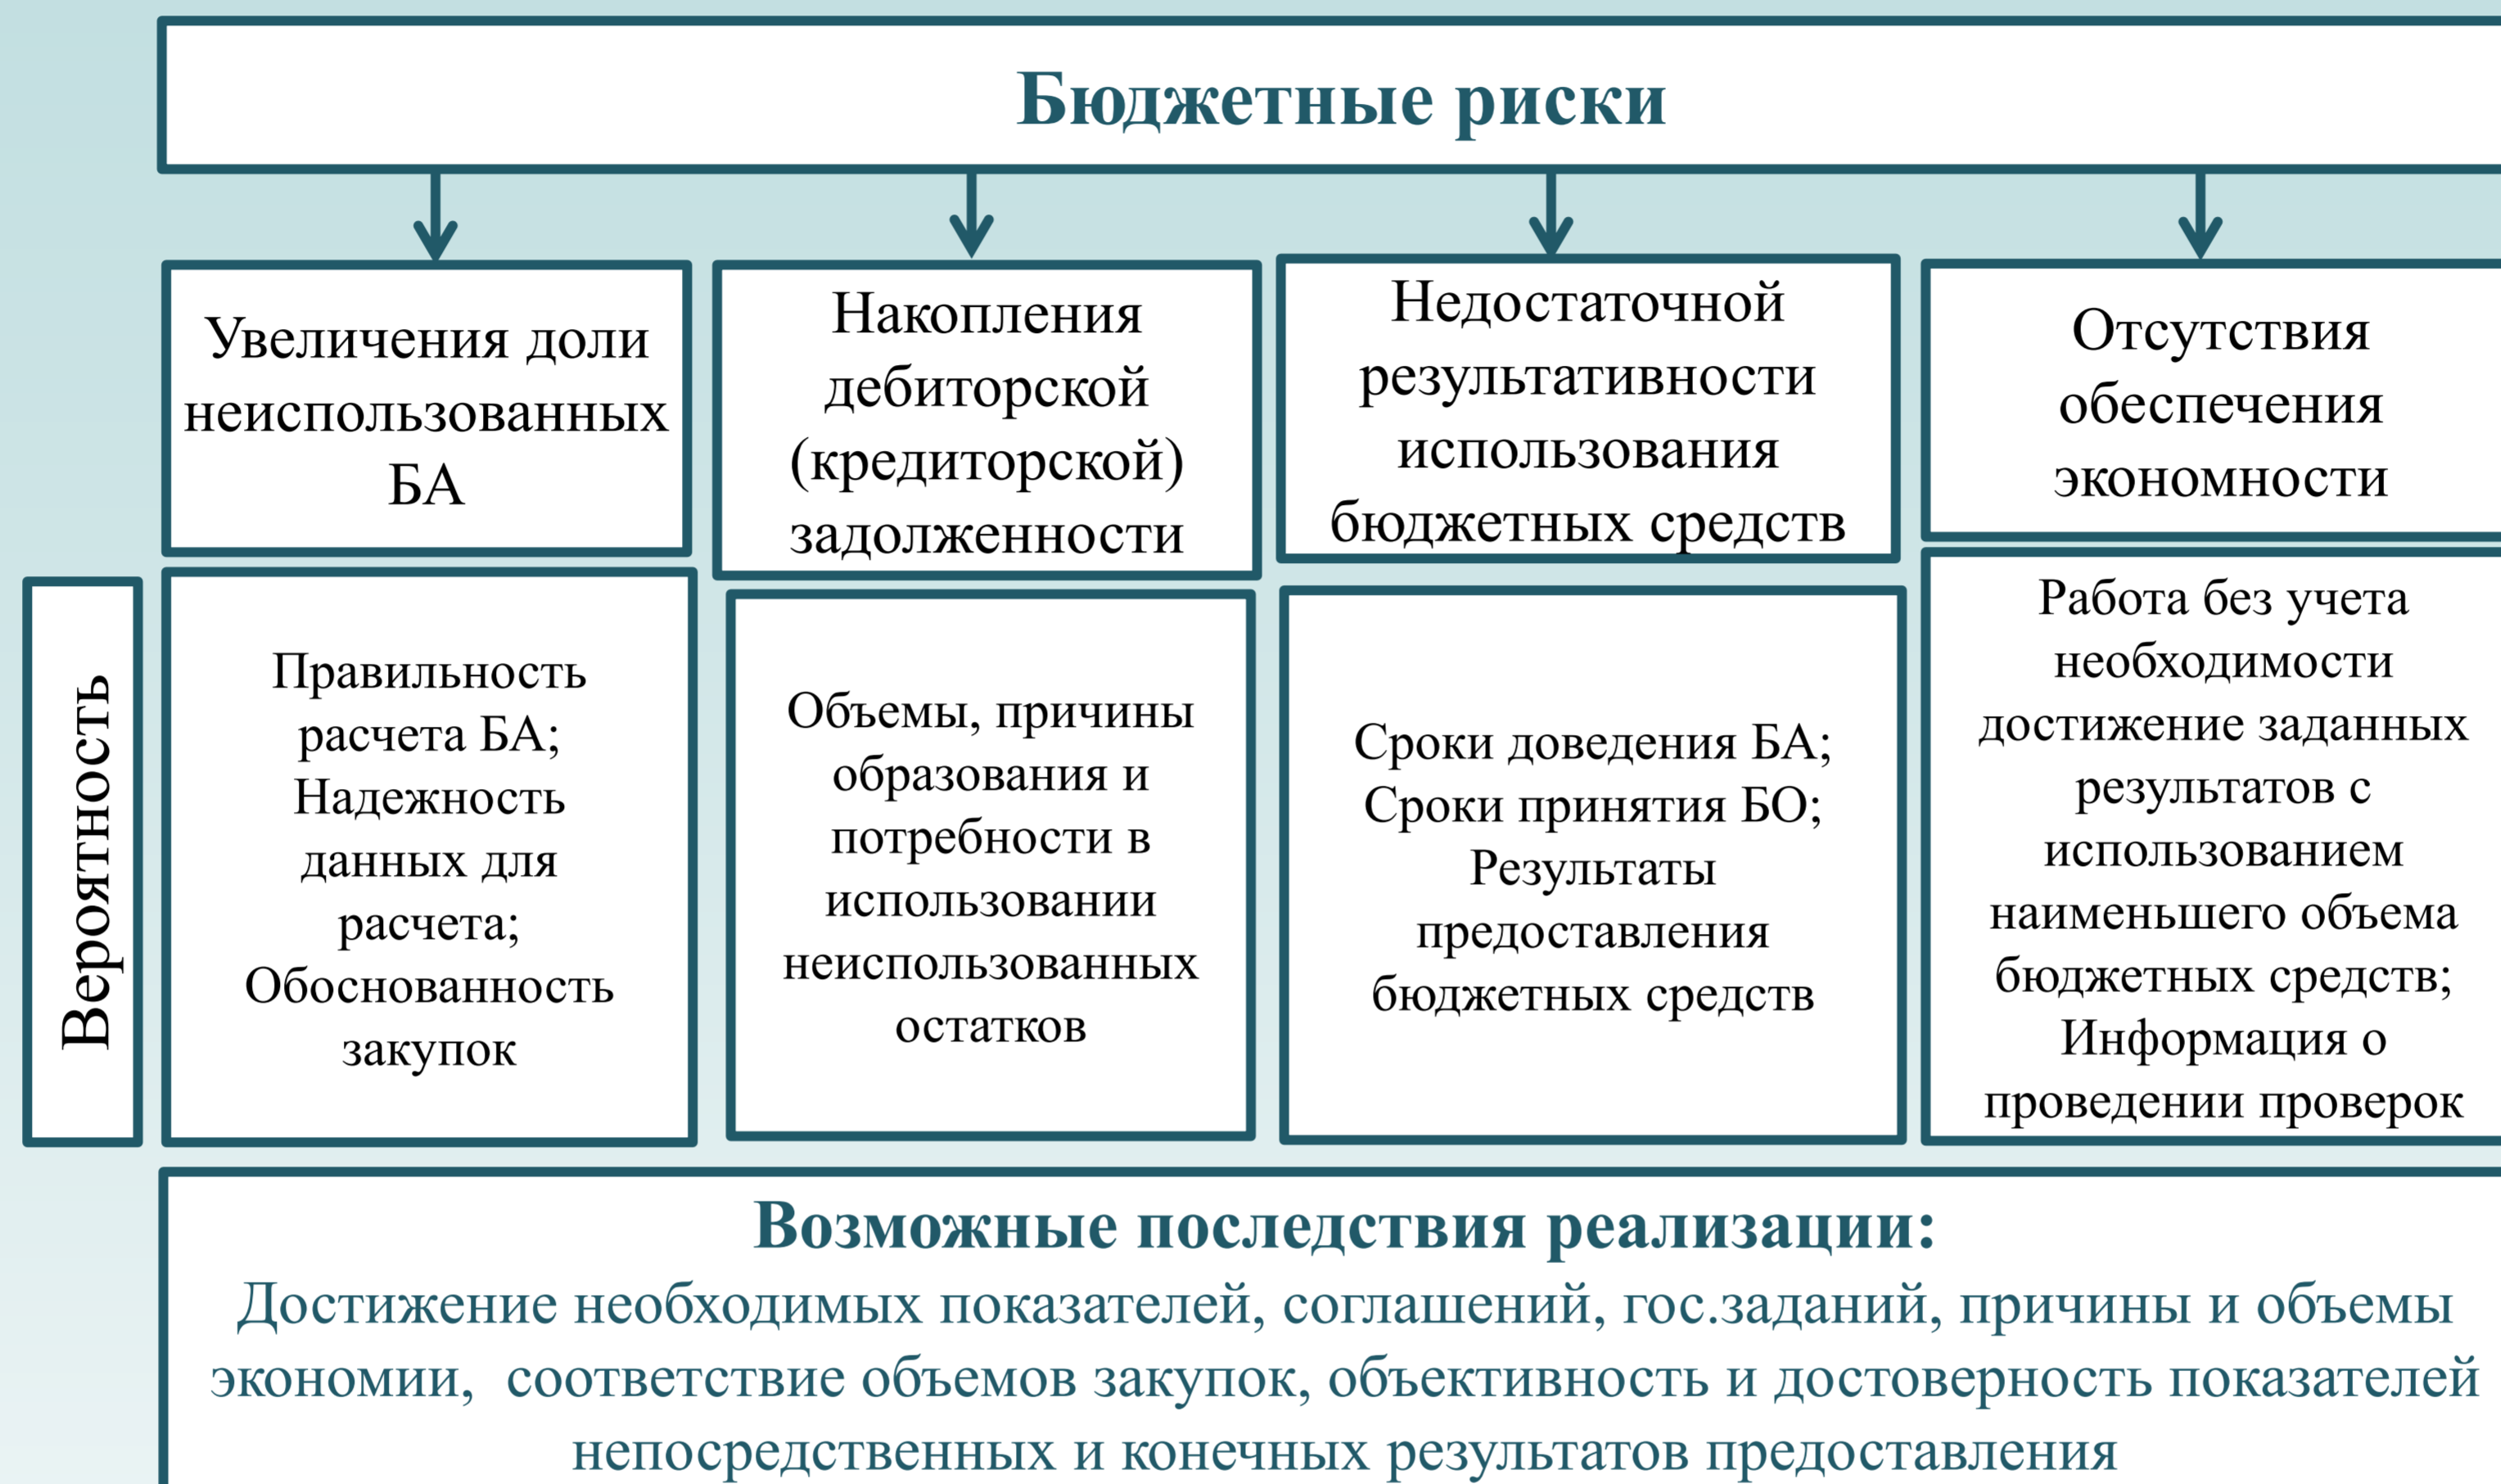 Бюджетные риски
Увеличения доли
неиспользованных
БА
Накопления
дебиторской
(кредиторской)
задолженности
Недостаточной
результативности
использования
бюджетных средств
Отсутствия
обеспечения
экономности
Вероятность
Правильность
расчета БА;
Надежность
данных для
расчета;
Обоснованность
закупок
Объемы, причины
образования и
потребности в
использовании
неиспользованных
остатков
Сроки доведения БА;
Сроки принятия БО;
Результаты
предоставления
бюджетных средств
Работа без учета
необходимости
достижение заданных
результатов с
использованием
наименьшего объема
бюджетных средств;
Информация о
проведении проверок
Возможные последствия реализации:
Достижение необходимых показателей, соглашений, гос.заданий, причины и объемы
экономии, соответствие объемов закупок, объективность и достоверность показателей
непосредственных и конечных результатов предоставления